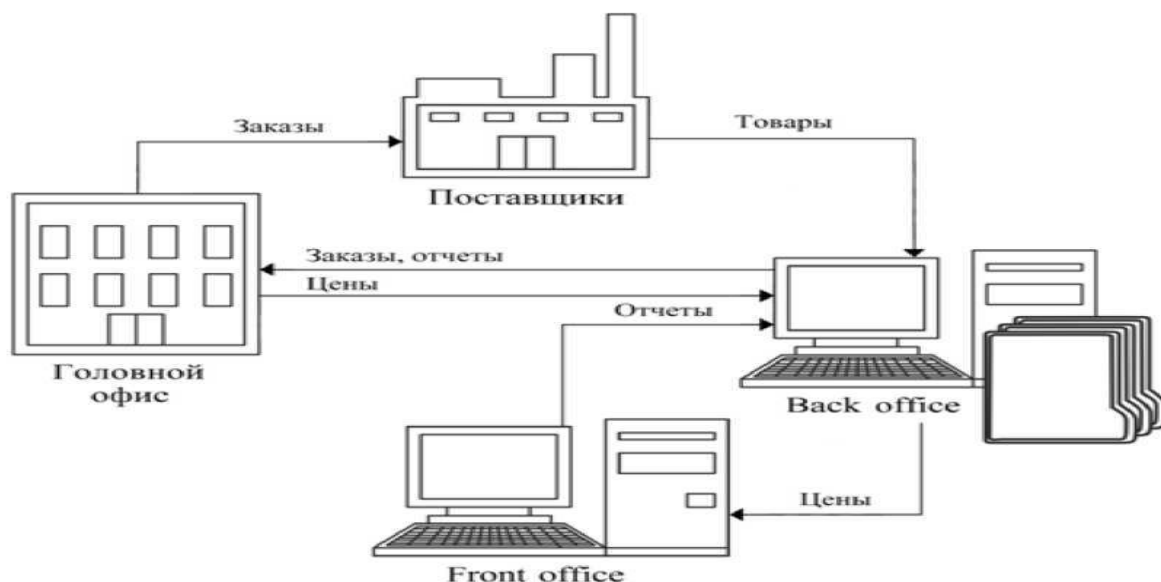 Заказы
Товары
Поставщики
Заказы, отчеты
Цены
Отчеты
Головной
офис
Back office
Цены
Front office